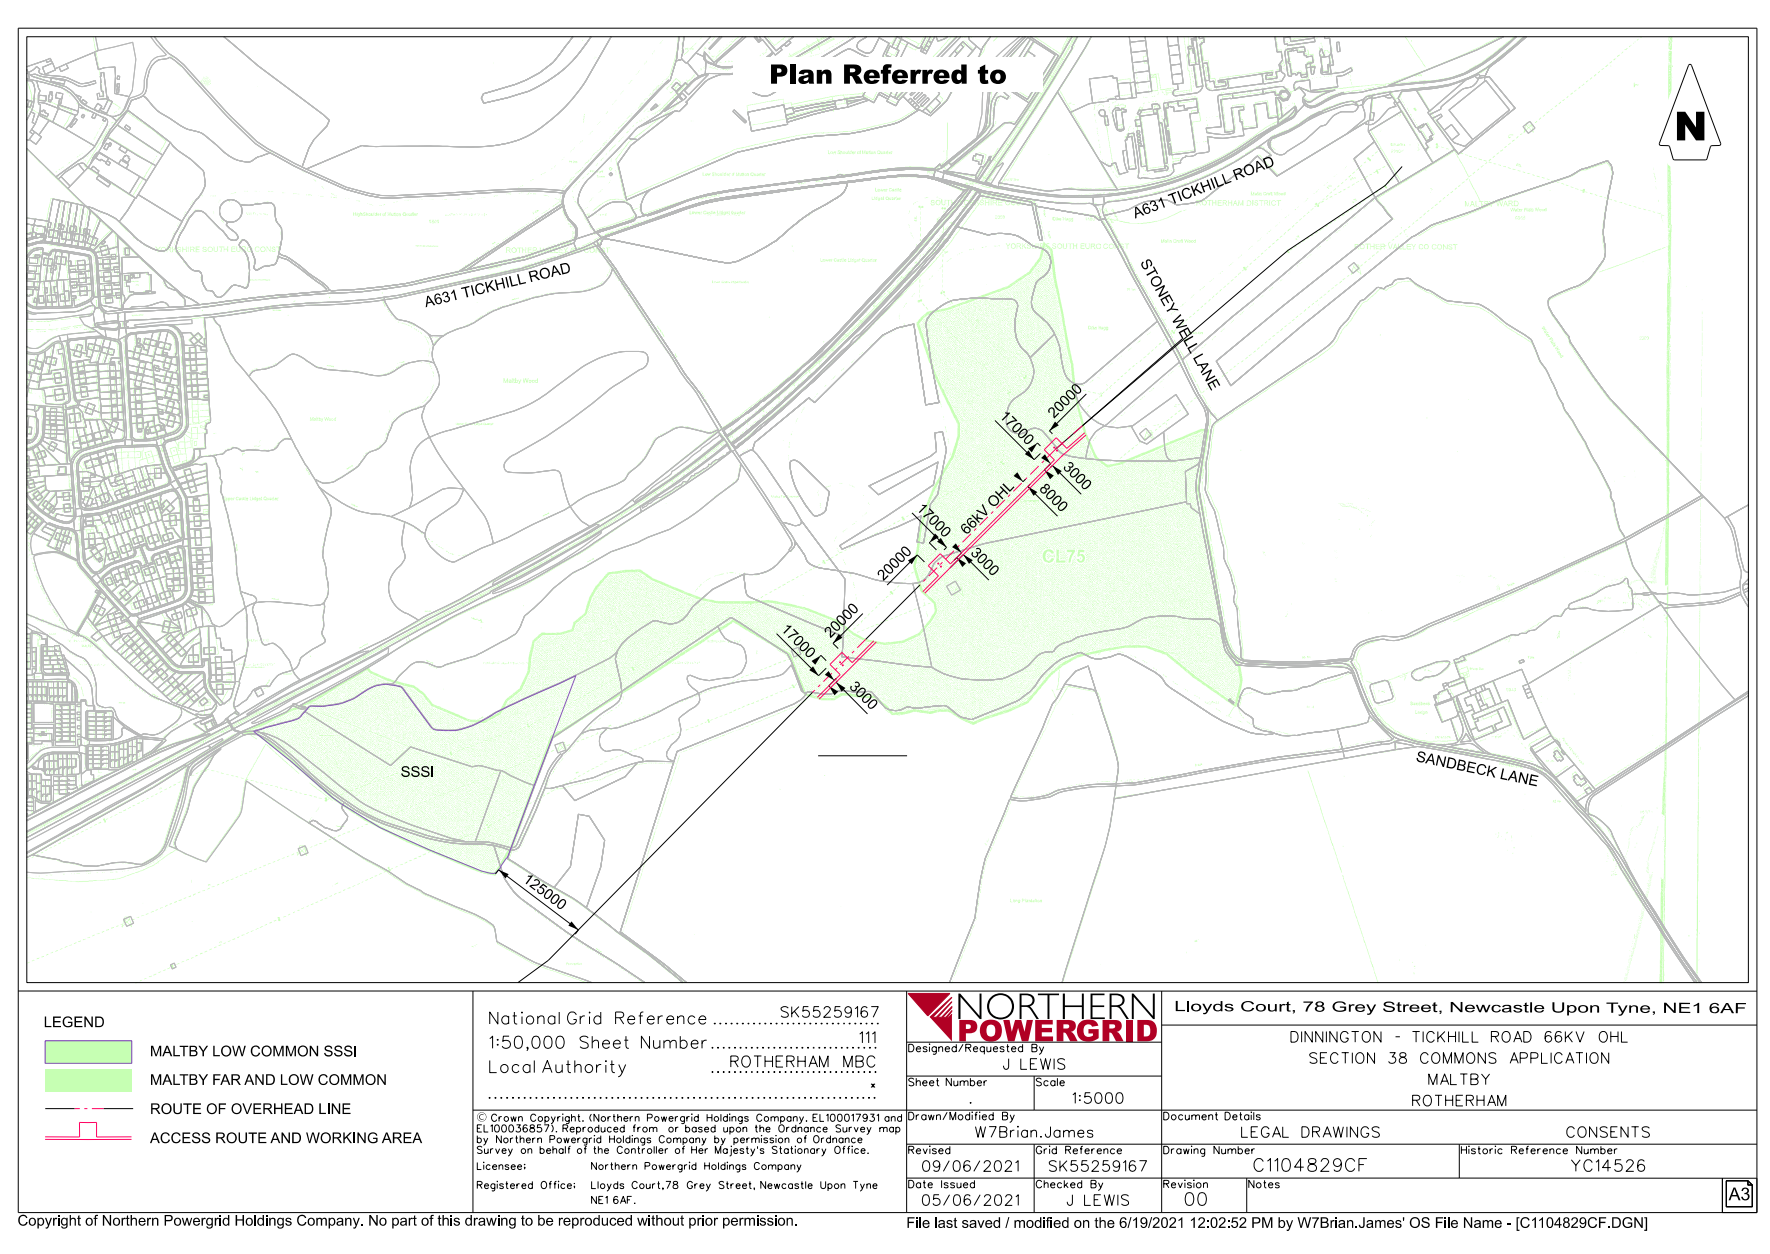 Plan Referred to
N
A631 TICKHILL ROAD
A631 TICKHILL ROAD
STONEY WELL LANE
20000
17000
3000
8000
66kV OHL
17000
3000
20000
CL75
20000
17000
3000
SSSI
125000
SANDBECK LANE
LEGEND
MALTBY LOW COMMON SSSI
MALTBY FAR AND LOW COMMON
ROUTE OF OVERHEAD LINE
ACCESS ROUTE AND WORKING AREA
National Grid Reference SK55259167
1:50,000 Sheet Number 111
Local Authority ROTHERHAM MBC
© Crown Copyright. (Northern Powergrid Holdings Company. EL100017931 and
EL100036857). Reproduced from or based upon the Ordnance Survey map
by Northern Powergrid Holdings Company by permission of Ordnance
Survey on behalf of the Controller of Her Majesty's Stationary Office.
Licensee: Northern Powergrid Holdings Company
Registered Office: Lloyds Court,78 Grey Street, Newcastle Upon Tyne
NE1 6AF.
NORTHERN
POWERGRID
Designed/Requested By
J LEWIS
Sheet Number
.
Scale
1:5000
Drawn/Modified By
W7Brian.James
Revised
09/06/2021
Grid Reference
SK55259167
Date Issued
05/06/2021
Checked By
J LEWIS
Lloyds Court, 78 Grey Street, Newcastle Upon Tyne, NE1 6AF
DINNINGTON - TICKHILL ROAD 66KV OHL
SECTION 38 COMMONS APPLICATION
MALTBY
ROTHERHAM
Document Details
LEGAL DRAWINGS CONSENTS
Drawing Number
C1104829CF
Historic Reference Number
YC14526
Revision
00
Notes
A3
Copyright of Northern Powergrid Holdings Company. No part of this drawing to be reproduced without prior permission.
File last saved / modified on the 6/19/2021 12:02:52 PM by W7Brian.James' OS File Name - [C1104829CF.DGN]